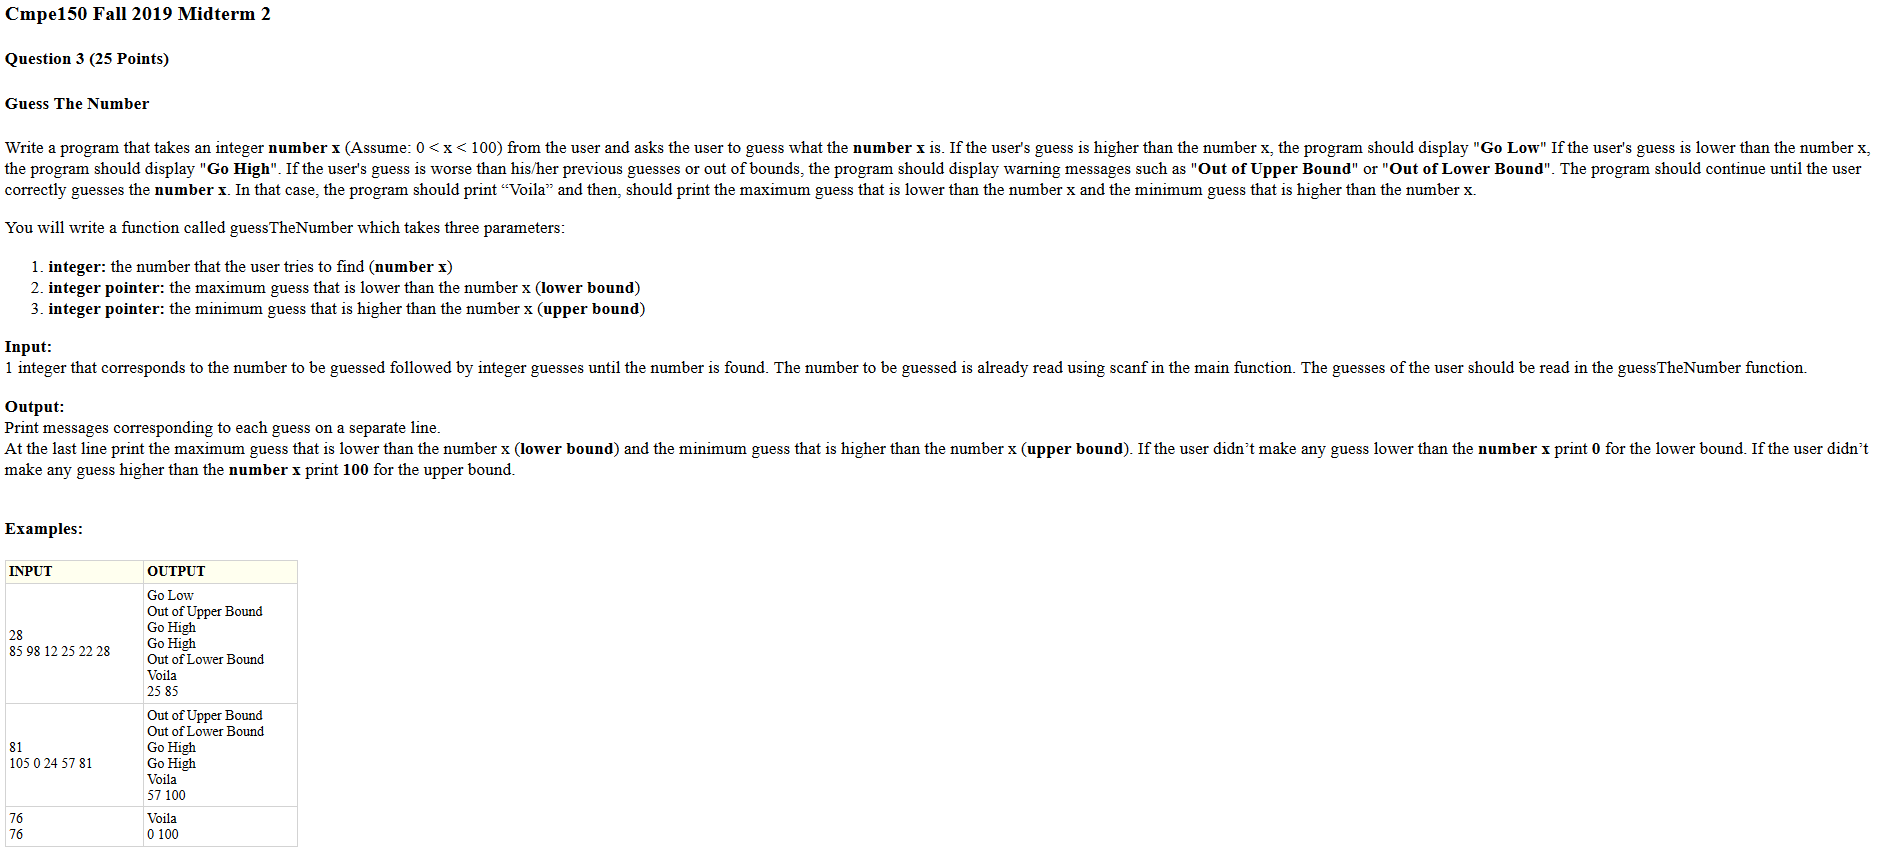 Cmpe150 Fall 2019 Midterm 2
Question 3 (25 Points)
Guess The Number
Write a program that takes an integer number x (Assume: 0 < x < 100) from the user and asks the user to guess what the number x is. If the user's guess is higher than the number x, the program should display "Go Low" If the user's guess is lower than the number x,
the program should display "Go High". If the user's guess is worse than his/her previous guesses or out of bounds, the program should display warning messages such as "Out of Upper Bound" or "Out of Lower Bound". The program should continue until the user
correctly guesses the number x. In that case, the program should print “Voila” and then, should print the maximum guess that is lower than the number x and the minimum guess that is higher than the number x.
You will write a function called guessTheNumber which takes three parameters:
1. integer: the number that the user tries to find (number x)
2. integer pointer: the maximum guess that is lower than the number x (lower bound)
3. integer pointer: the minimum guess that is higher than the number x (upper bound)
Input:
1 integer that corresponds to the number to be guessed followed by integer guesses until the number is found. The number to be guessed is already read using scanf in the main function. The guesses of the user should be read in the guessTheNumber function.
Output:
Print messages corresponding to each guess on a separate line.
At the last line print the maximum guess that is lower than the number x (lower bound) and the minimum guess that is higher than the number x (upper bound). If the user didn’t make any guess lower than the number x print 0 for the lower bound. If the user didn’t
make any guess higher than the number x print 100 for the upper bound.
Examples:
INPUT OUTPUT
28
85 98 12 25 22 28
Go Low
Out of Upper Bound
Go High
Go High
Out of Lower Bound
Voila
25 85
81
105 0 24 57 81
Out of Upper Bound
Out of Lower Bound
Go High
Go High
Voila
57 100
76
76
Voila
0 100